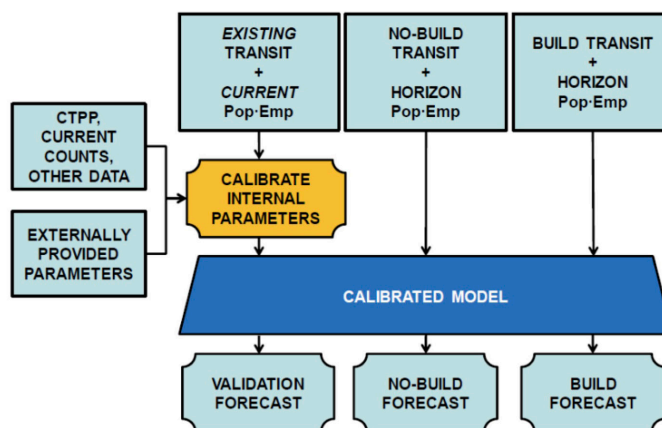 EXISTING
TRANSIT
+
CURRENT
Pop·Emp
NO-BUILD
TRANSIT
+
HORIZON
Pop·Emp
BUILD TRANSIT
+
HORIZON
Pop·Emp
CTPP,
CURRENT
COUNTS,
OTHER DATA
CALIBRATE
INTERNAL
PARAMETERS
EXTERNALLY
PROVIDED
PARAMETERS
CALIBRATED MODEL
VALIDATION
FORECAST
NO-BUILD
FORECAST
BUILD
FORECAST